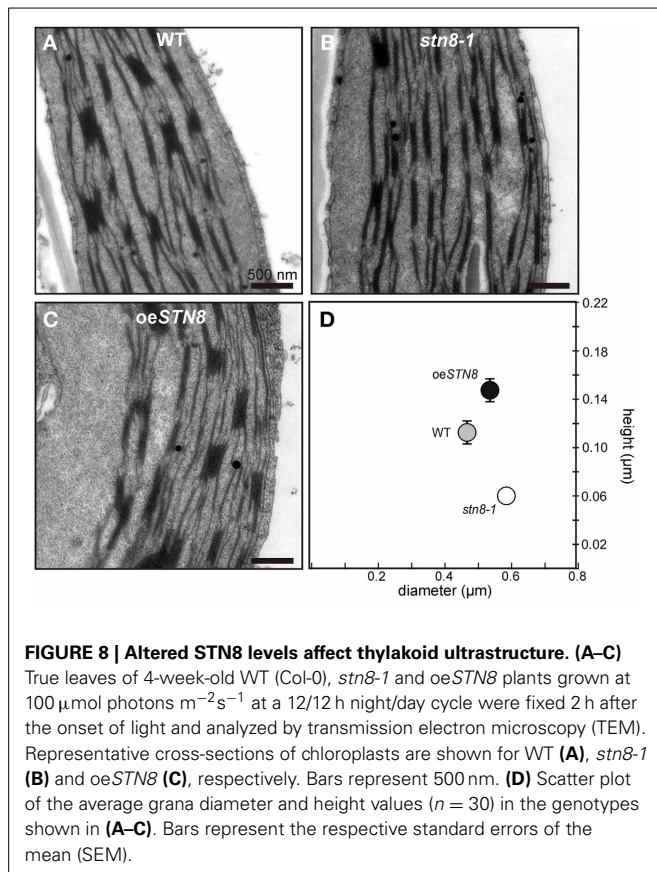 A
WT
500 nm
B
stn8-1
C
oeSTN8
D
0.22
0.18
0.14
0.10
0.06
0.02
height (µm)
oeSTN8
WT
stn8-1
0.2
0.4
0.6
0.8
diameter (µm)
FIGURE 8 | Altered STN8 levels affect thylakoid ultrastructure. (A–C)
True leaves of 4-week-old WT (Col-0), stn8-1 and oeSTN8 plants grown at
100 µmol photons m⁻²s⁻¹ at a 12/12 h night/day cycle were fixed 2 h after
the onset of light and analyzed by transmission electron microscopy (TEM).
Representative cross-sections of chloroplasts are shown for WT (A), stn8-1
(B) and oeSTN8 (C), respectively. Bars represent 500 nm. (D) Scatter plot
of the average grana diameter and height values (n = 30) in the genotypes
shown in (A–C). Bars represent the respective standard errors of the
mean (SEM).